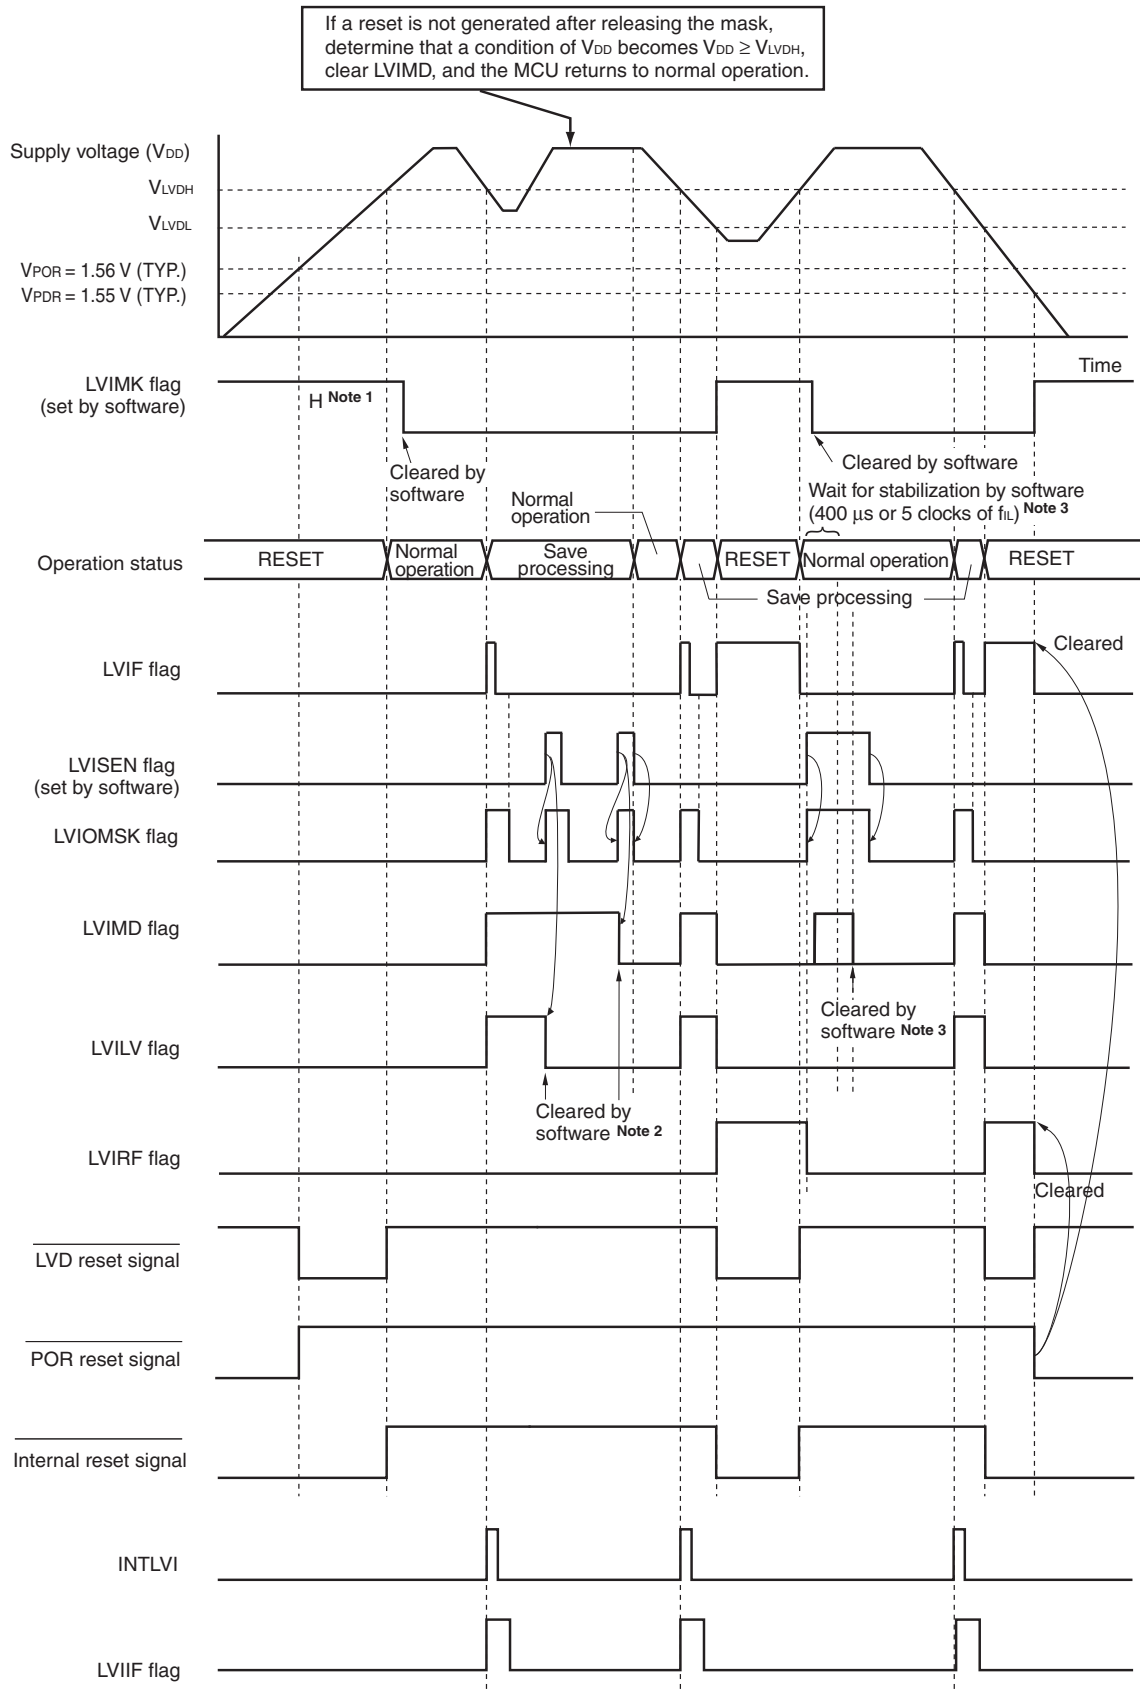 If a reset is not generated after releasing the mask,
determine that a condition of VDD becomes VDD ≥ VLVDH,
clear LVIMD, and the MCU returns to normal operation.
Supply voltage (VDD)
VLVDH
VLVDL
VPOR = 1.56 V (TYP.)
VPDR = 1.55 V (TYP.)
Time
LVIMK flag
(set by software)
H Note 1
Cleared by
software
Cleared by software
Wait for stabilization by software
(400 μs or 5 clocks of fIL) Note 3
Normal
operation
Operation status
RESET
Normal
operation
Save
processing
RESET
Normal operation
RESET
Save processing
LVIF flag
Cleared
LVISEN flag
(set by software)
LVIOMSK flag
LVIMD flag
Cleared by
software Note 3
LVILV flag
Cleared by
software Note 2
LVIRF flag
Cleared
LVD reset signal
POR reset signal
Internal reset signal
INTLVI
LVIIF flag